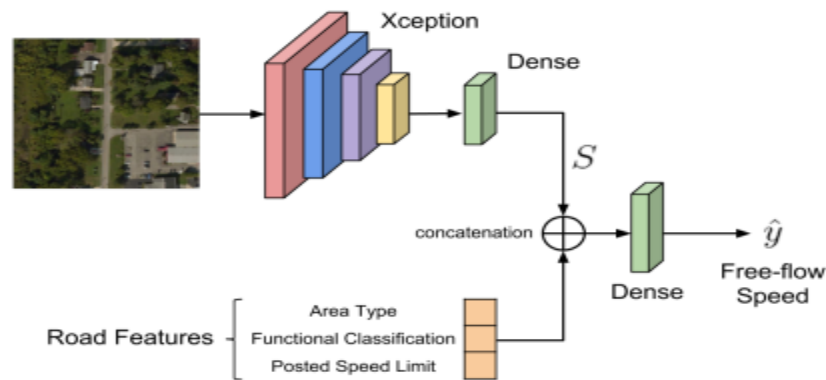 Xception
Dense
S
concatenation
ŷ
Dense
Free-flow
Speed
Road Features
Area Type
Functional Classification
Posted Speed Limit